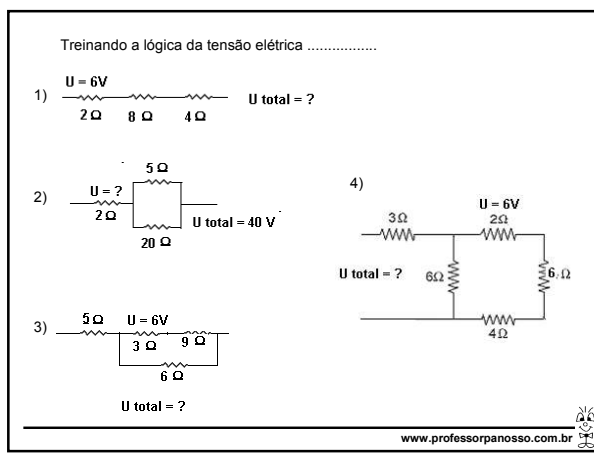 Treinando a lógica da tensão elétrica .................
1)
U = 6V
2 Ω 8 Ω 4 Ω
U total = ?
2)
5 Ω
U = ?
2 Ω
20 Ω
U total = 40 V
3)
5 Ω U = 6V
3 Ω 9 Ω
6 Ω
U total = ?
4)
U = 6V
3Ω 2Ω
U total = ? 6Ω 6 Ω
4Ω
www.professorpanosso.com.br